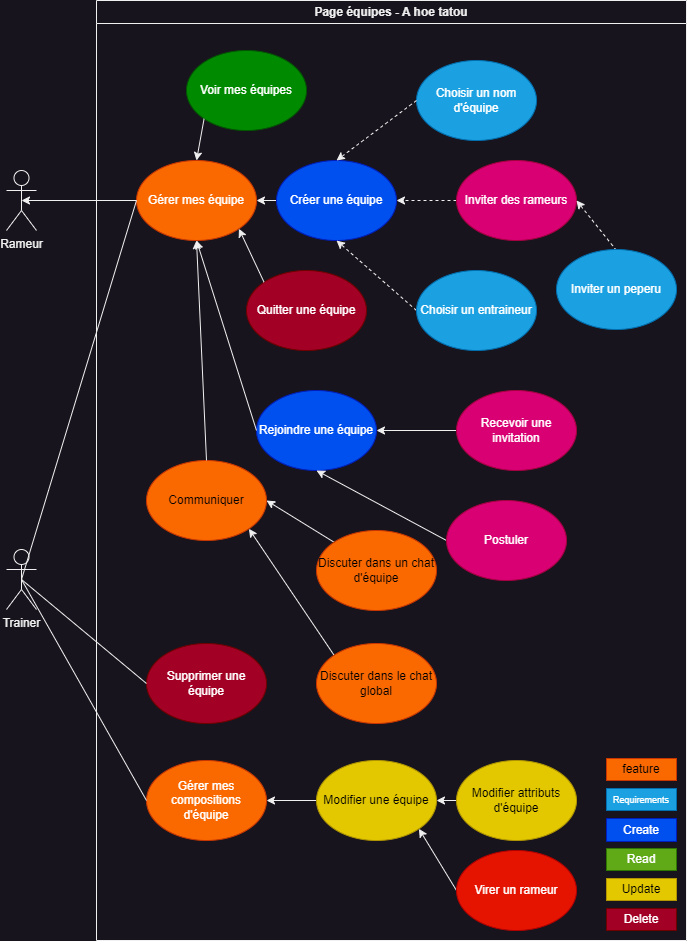 Page équipes - A hoe tatou
Voir mes équipes
Choisir un nom
d'équipe
Rameur
Gérer mes équipe
Créer une équipe
Inviter des rameurs
Inviter un peperu
Quitter une équipe
Choisir un entraineur
Rejoindre une équipe
Recevoir une
invitation
Communiquer
Postuler
Discuter dans un chat
d'équipe
Trainer
Supprimer une
équipe
Discuter dans le chat
global
Gérer mes
compositions
d'équipe
Modifier une équipe
Modifier attributs
d'équipe
Virer un rameur
feature
Requirements
Create
Read
Update
Delete